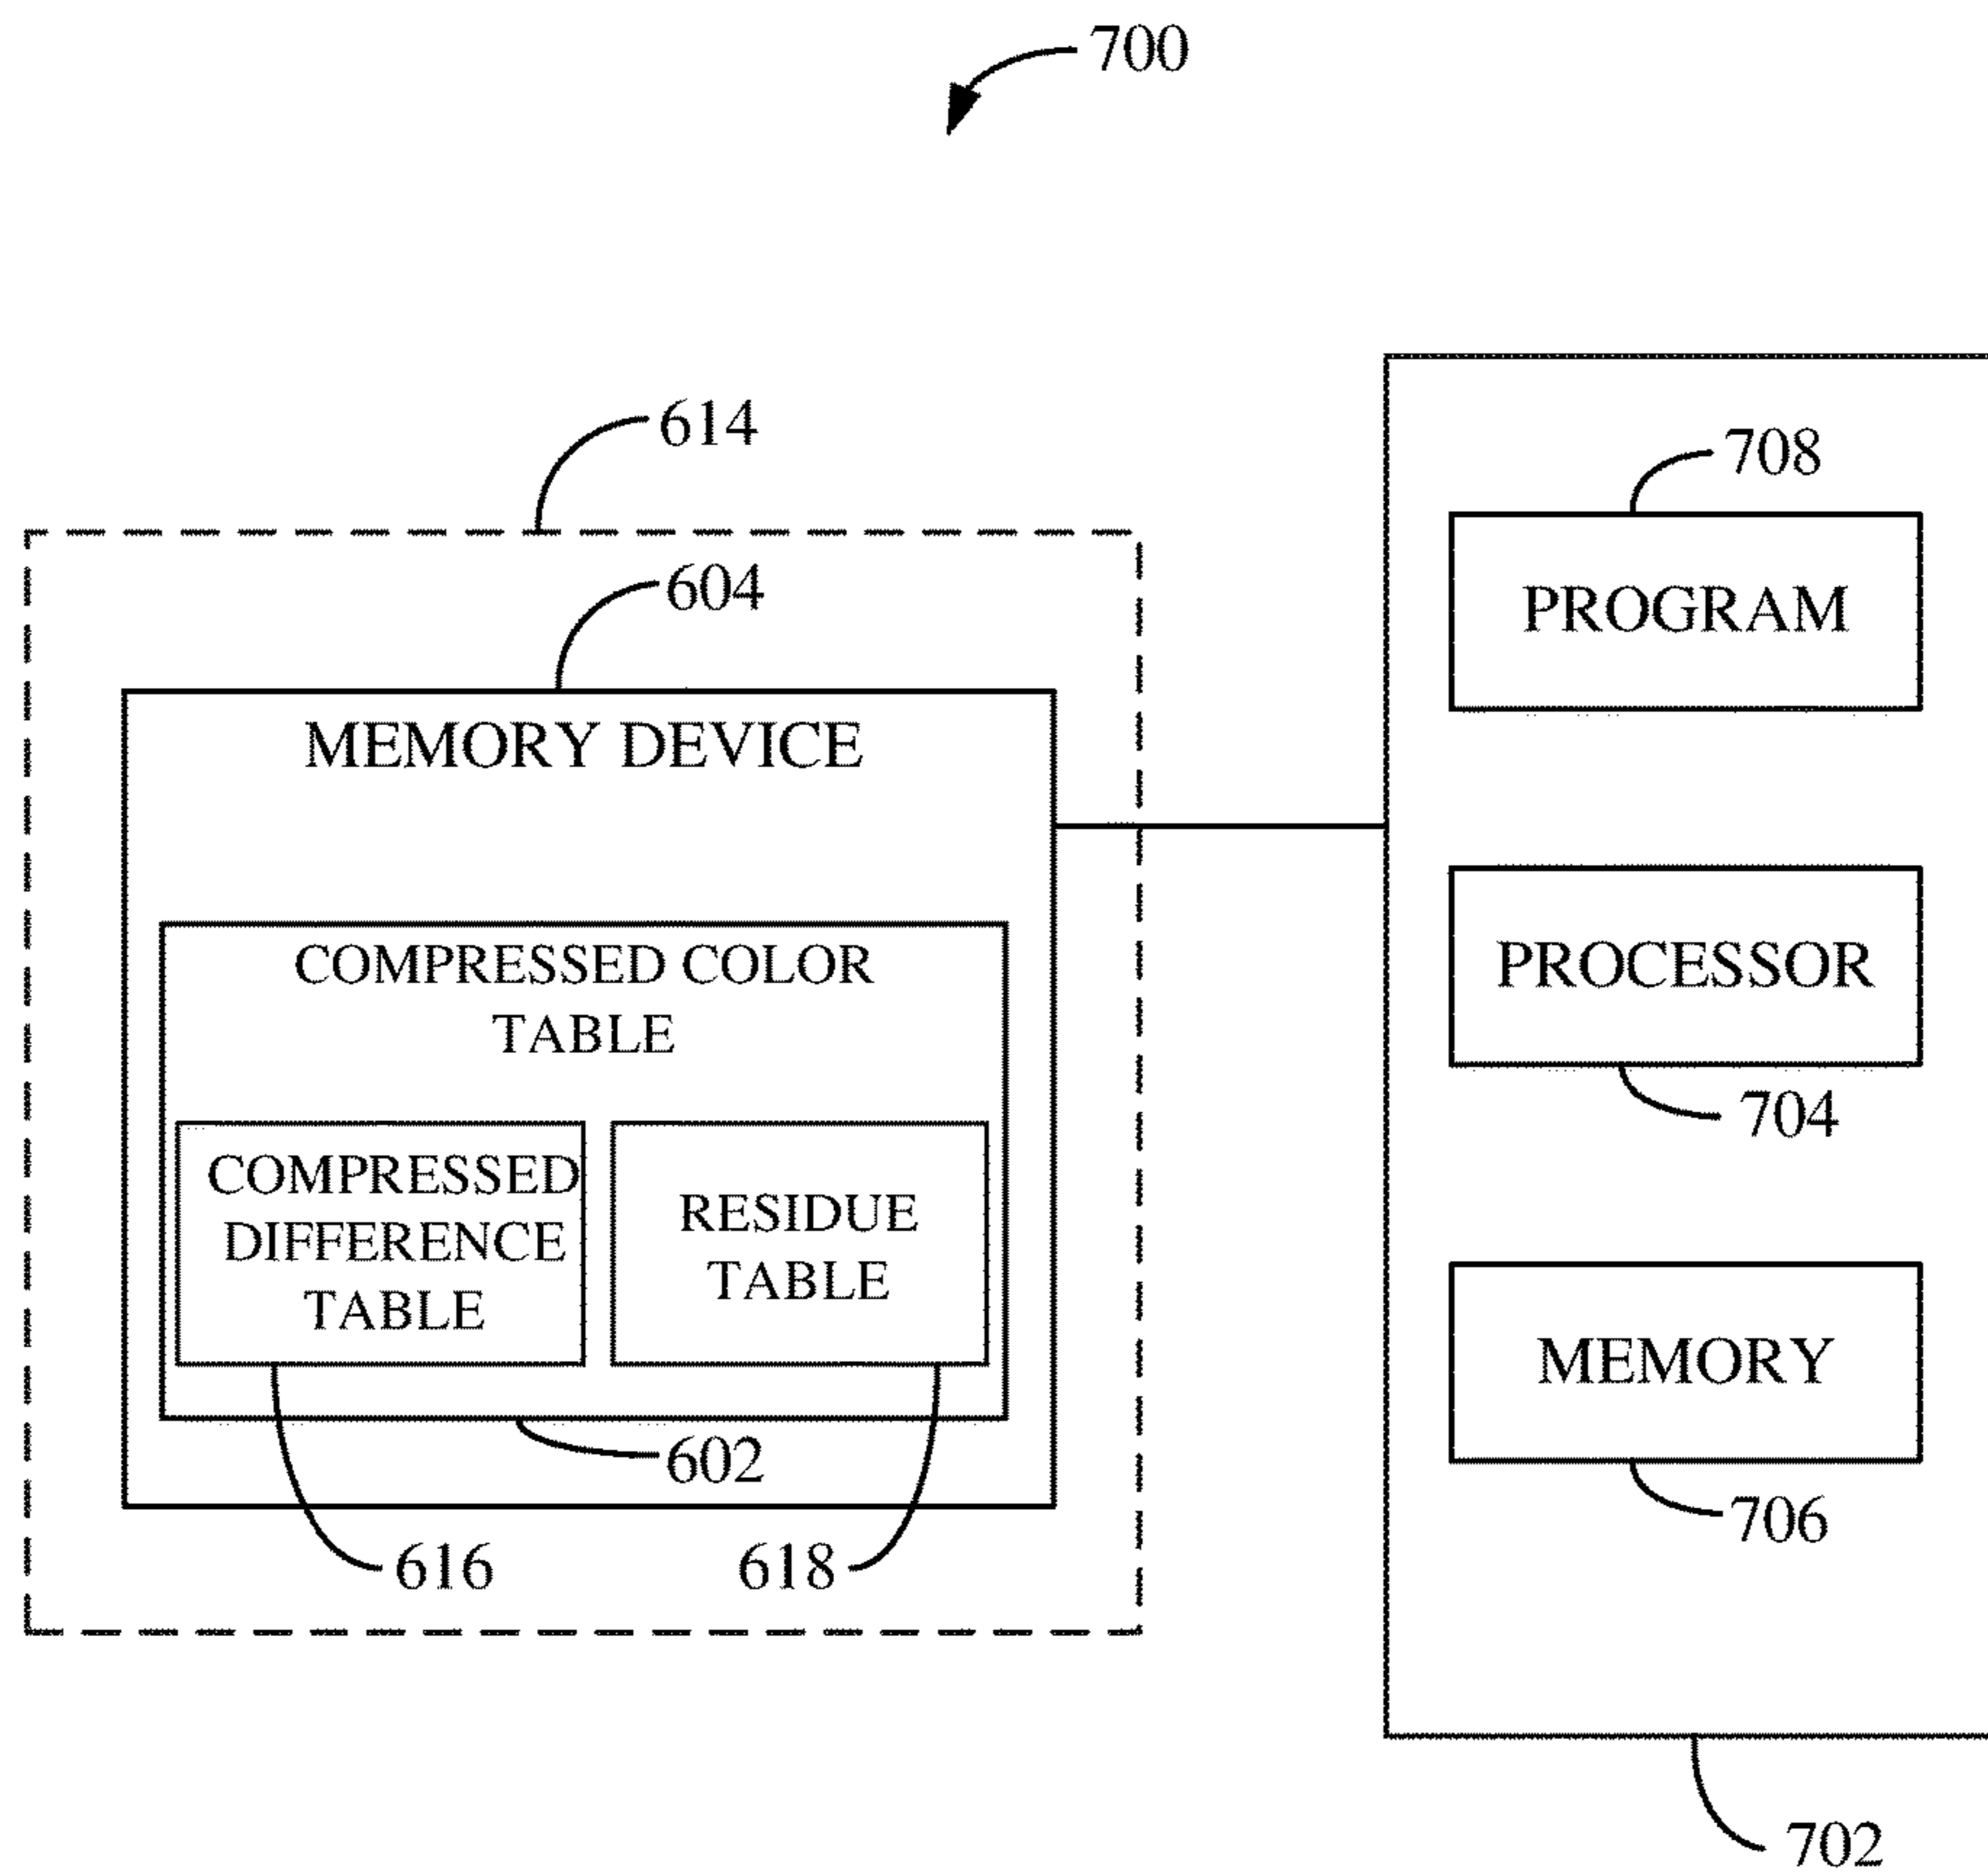 700
614
708
604
PROGRAM
MEMORY DEVICE
COMPRESSED COLOR
TABLE
PROCESSOR
704
COMPRESSED
DIFFERENCE
TABLE
RESIDUE
TABLE
MEMORY
602
706
616
618
702